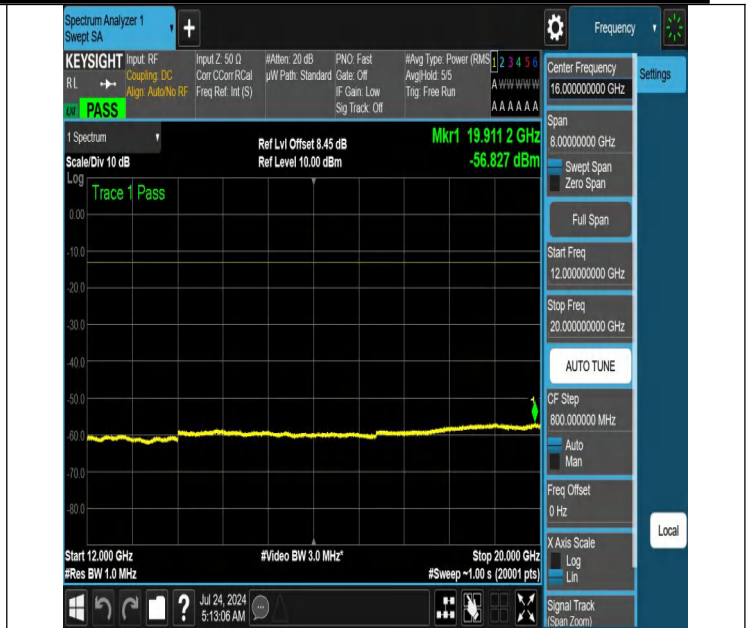 Spectrum Analyzer 1
Swept SA
+
Frequency
KEYSIGHT
RL
PASS
Input: RF
Coupling: DC
Align: Auto/No RF
Input Z: 50 Ω
Corr CCorr RCal
Freq Ref: Int (S)
#Atten: 20 dB
µW Path: Standard
PNO: Fast
Gate: Off
IF Gain: Low
Sig Track: Off
#Avg Type: Power (RMS
Avg|Hold: 5/5
Trig: Free Run
1 2 3 4 5 6
A W W W W W
A A A A A A
1 Spectrum
Scale/Div 10 dB
Ref Lvl Offset 8.45 dB
Ref Level 10.00 dBm
Mkr1 19.911 2 GHz
-56.827 dBm
Log
Trace 1 Pass
0.00
-10.0
-20.0
-30.0
-40.0
-50.0
-60.0
-70.0
-80.0
1
Start 12.000 GHz
#Res BW 1.0 MHz
#Video BW 3.0 MHz*
Stop 20.000 GHz
#Sweep ~1.00 s (20001 pts)
Jul 24, 2024
5:13:06 AM
?
Center Frequency
16.000000000 GHz
Settings
Span
8.00000000 GHz
Swept Span
Zero Span
Full Span
Start Freq
12.000000000 GHz
Stop Freq
20.000000000 GHz
AUTO TUNE
CF Step
800.000000 MHz
Auto
Man
Freq Offset
0 Hz
X Axis Scale
Log
Lin
Local
Signal Track
(Span Zoom)